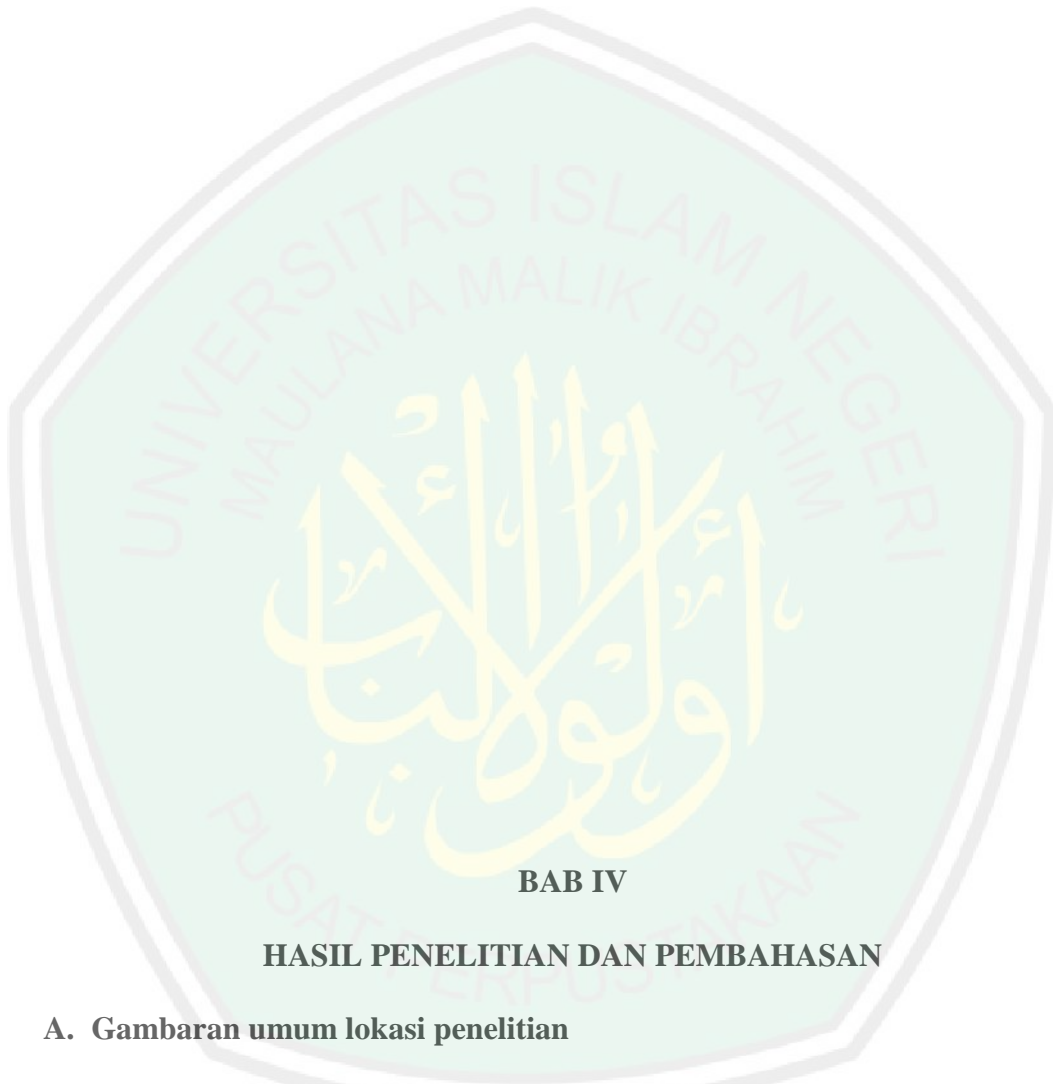 UNIVERSITAS ISLAM NEGERI
MAULANA MALIK IBRAHIM
أولوا الألباب
PUSAT PERPUSTAKAAN
BAB IV
HASIL PENELITIAN DAN PEMBAHASAN
A. Gambaran umum lokasi penelitian